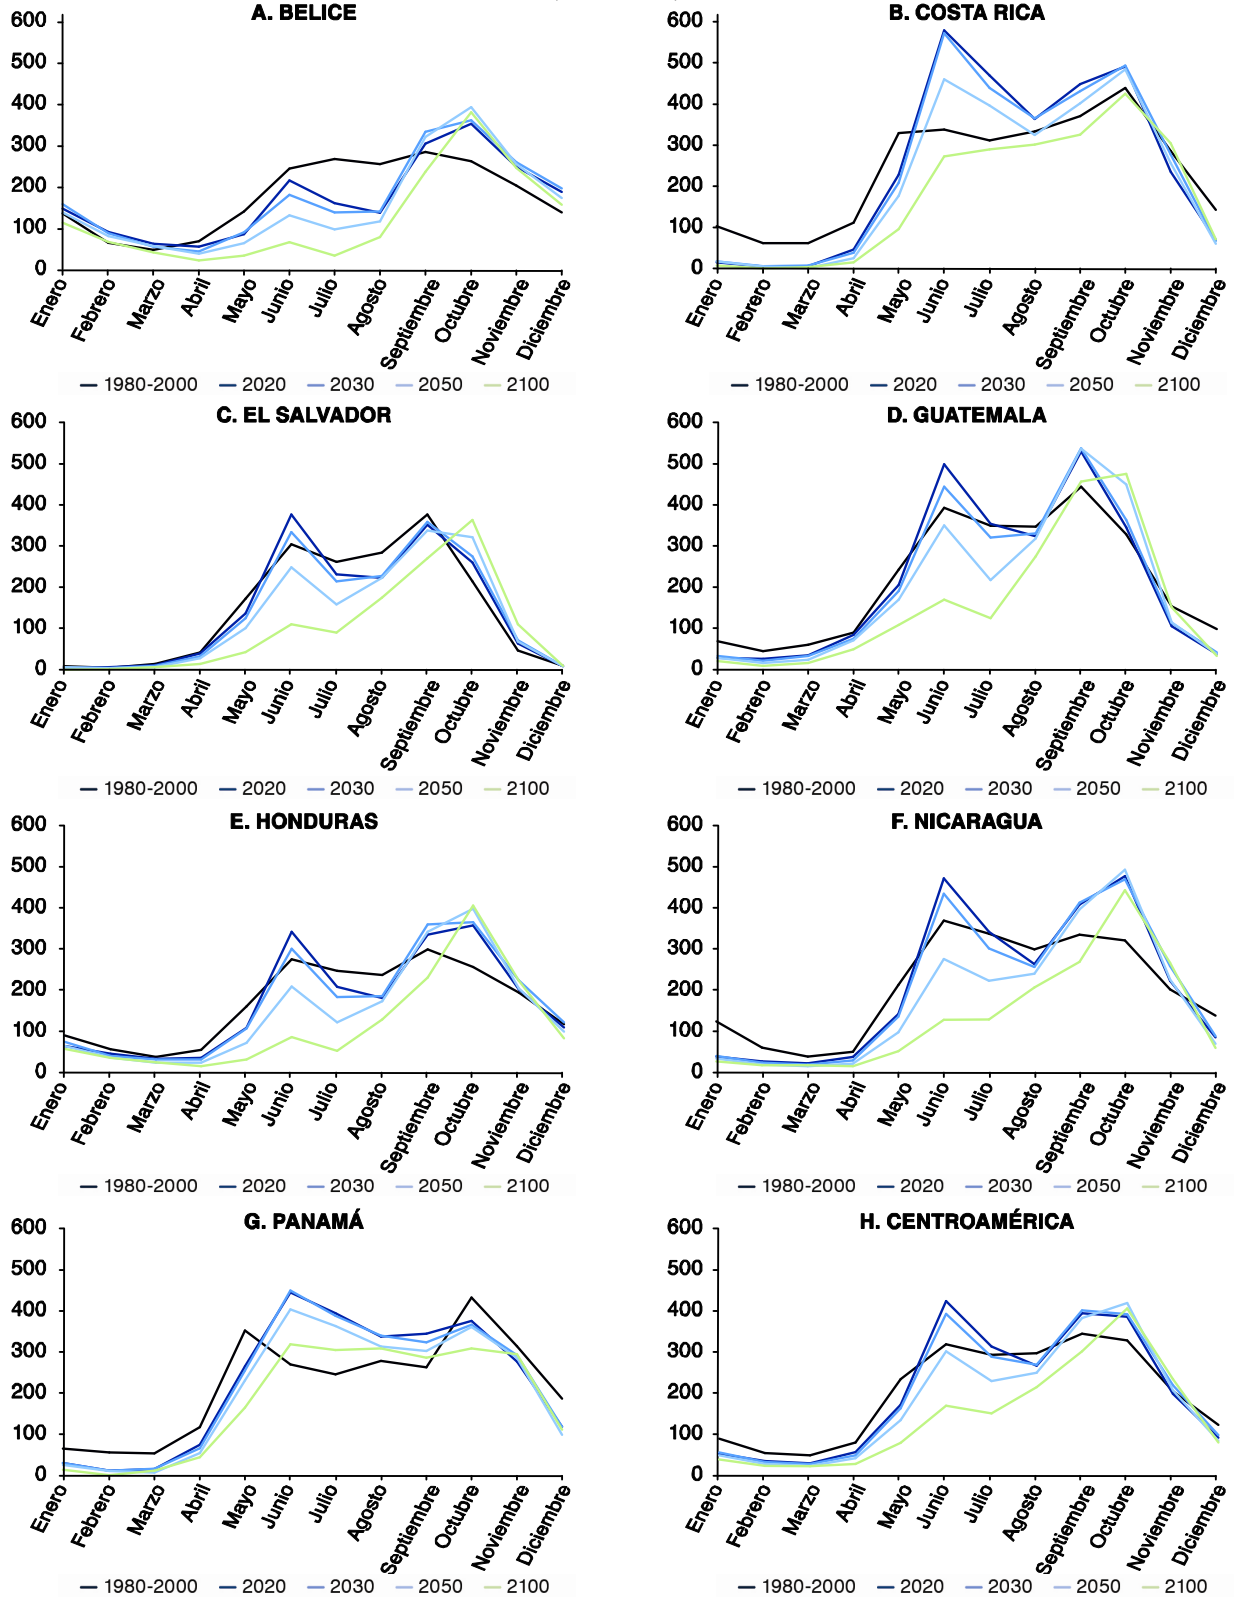 A. BELICE
600
500
400
300
200
100
0
Enero Febrero Marzo Abril Mayo Junio Julio Agosto Septiembre Octubre Noviembre Diciembre
1980-2000 2020 2030 2050 2100
B. COSTA RICA
600
500
400
300
200
100
0
Enero Febrero Marzo Abril Mayo Junio Julio Agosto Septiembre Octubre Noviembre Diciembre
1980-2000 2020 2030 2050 2100
C. EL SALVADOR
600
500
400
300
200
100
0
Enero Febrero Marzo Abril Mayo Junio Julio Agosto Septiembre Octubre Noviembre Diciembre
1980-2000 2020 2030 2050 2100
D. GUATEMALA
600
500
400
300
200
100
0
Enero Febrero Marzo Abril Mayo Junio Julio Agosto Septiembre Octubre Noviembre Diciembre
1980-2000 2020 2030 2050 2100
E. HONDURAS
600
500
400
300
200
100
0
Enero Febrero Marzo Abril Mayo Junio Julio Agosto Septiembre Octubre Noviembre Diciembre
1980-2000 2020 2030 2050 2100
F. NICARAGUA
600
500
400
300
200
100
0
Enero Febrero Marzo Abril Mayo Junio Julio Agosto Septiembre Octubre Noviembre Diciembre
1980-2000 2020 2030 2050 2100
G. PANAMÁ
600
500
400
300
200
100
0
Enero Febrero Marzo Abril Mayo Junio Julio Agosto Septiembre Octubre Noviembre Diciembre
1980-2000 2020 2030 2050 2100
H. CENTROAMÉRICA
600
500
400
300
200
100
0
Enero Febrero Marzo Abril Mayo Junio Julio Agosto Septiembre Octubre Noviembre Diciembre
1980-2000 2020 2030 2050 2100